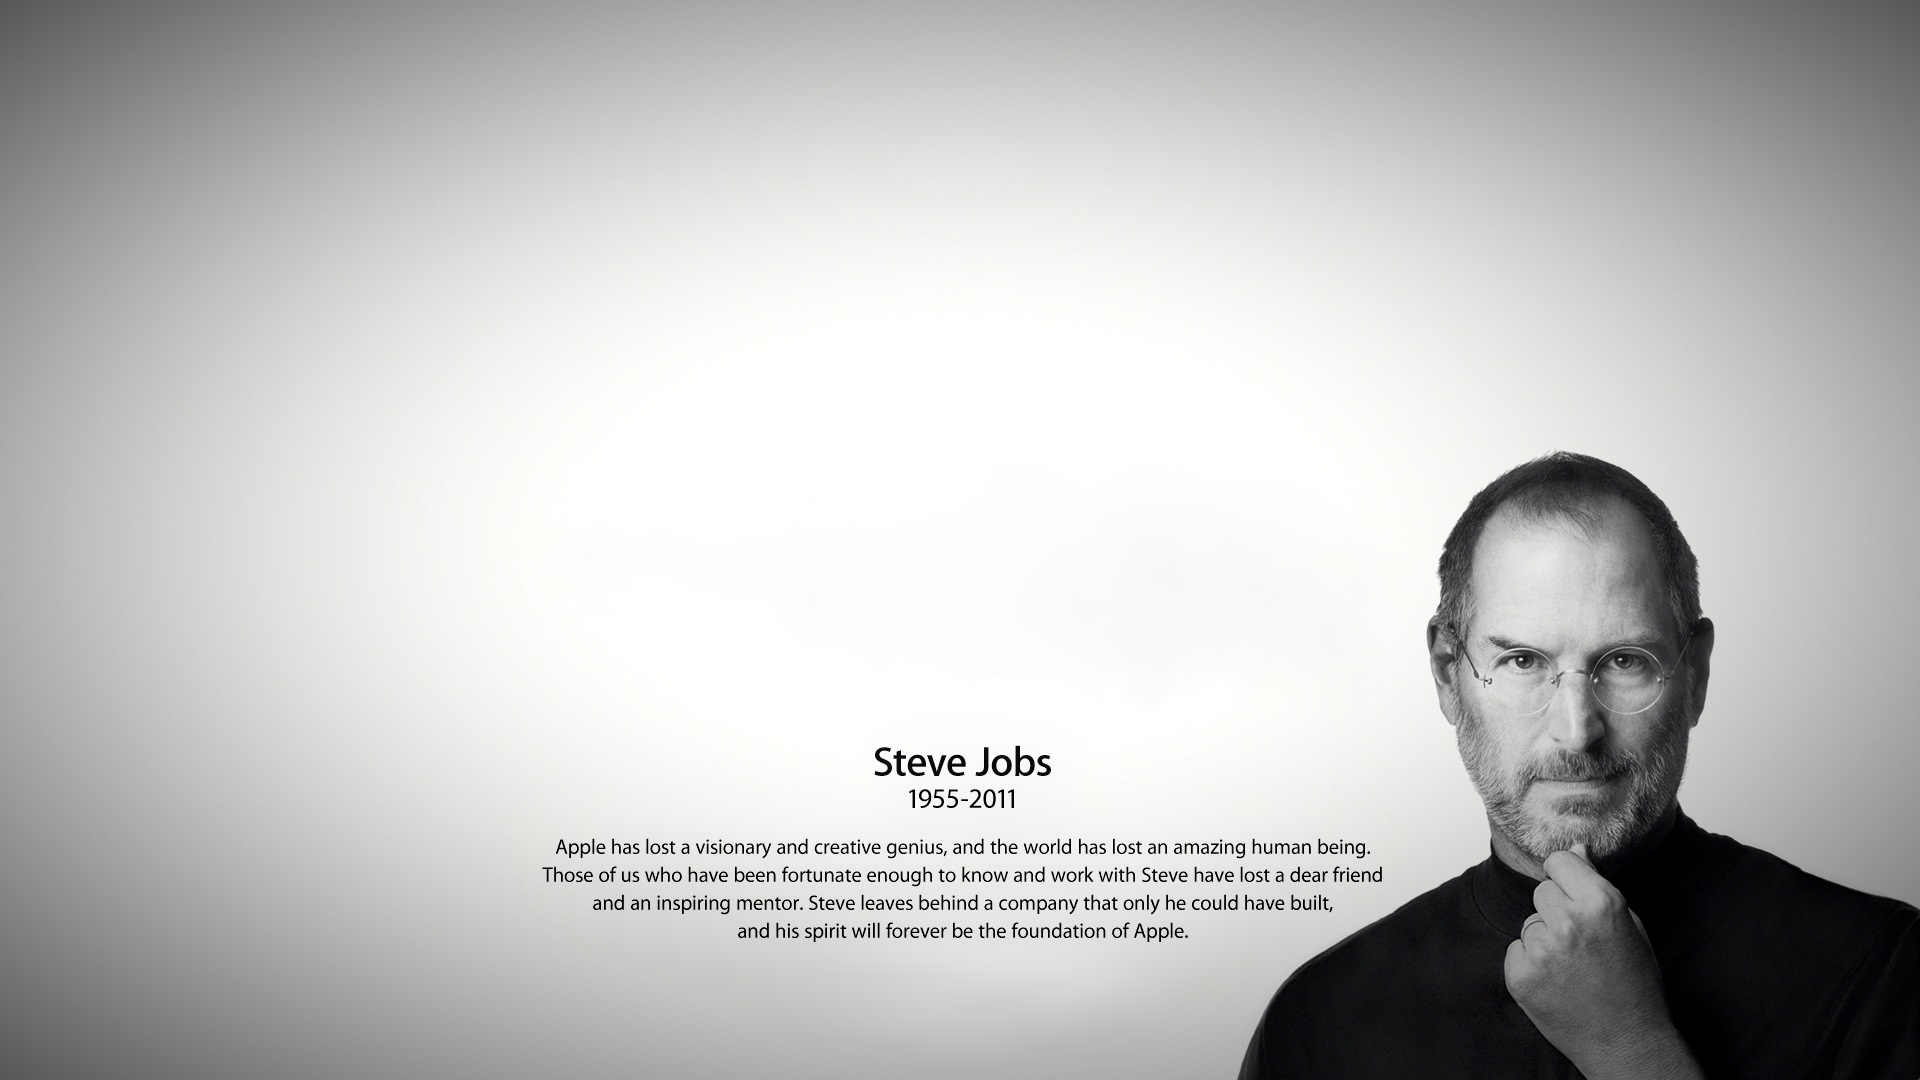 Steve Jobs
1955-2011
Apple has lost a visionary and creative genius, and the world has lost an amazing human being.
Those of us who have been fortunate enough to know and work with Steve have lost a dear friend
and an inspiring mentor. Steve leaves behind a company that only he could have built,
and his spirit will forever be the foundation of Apple.